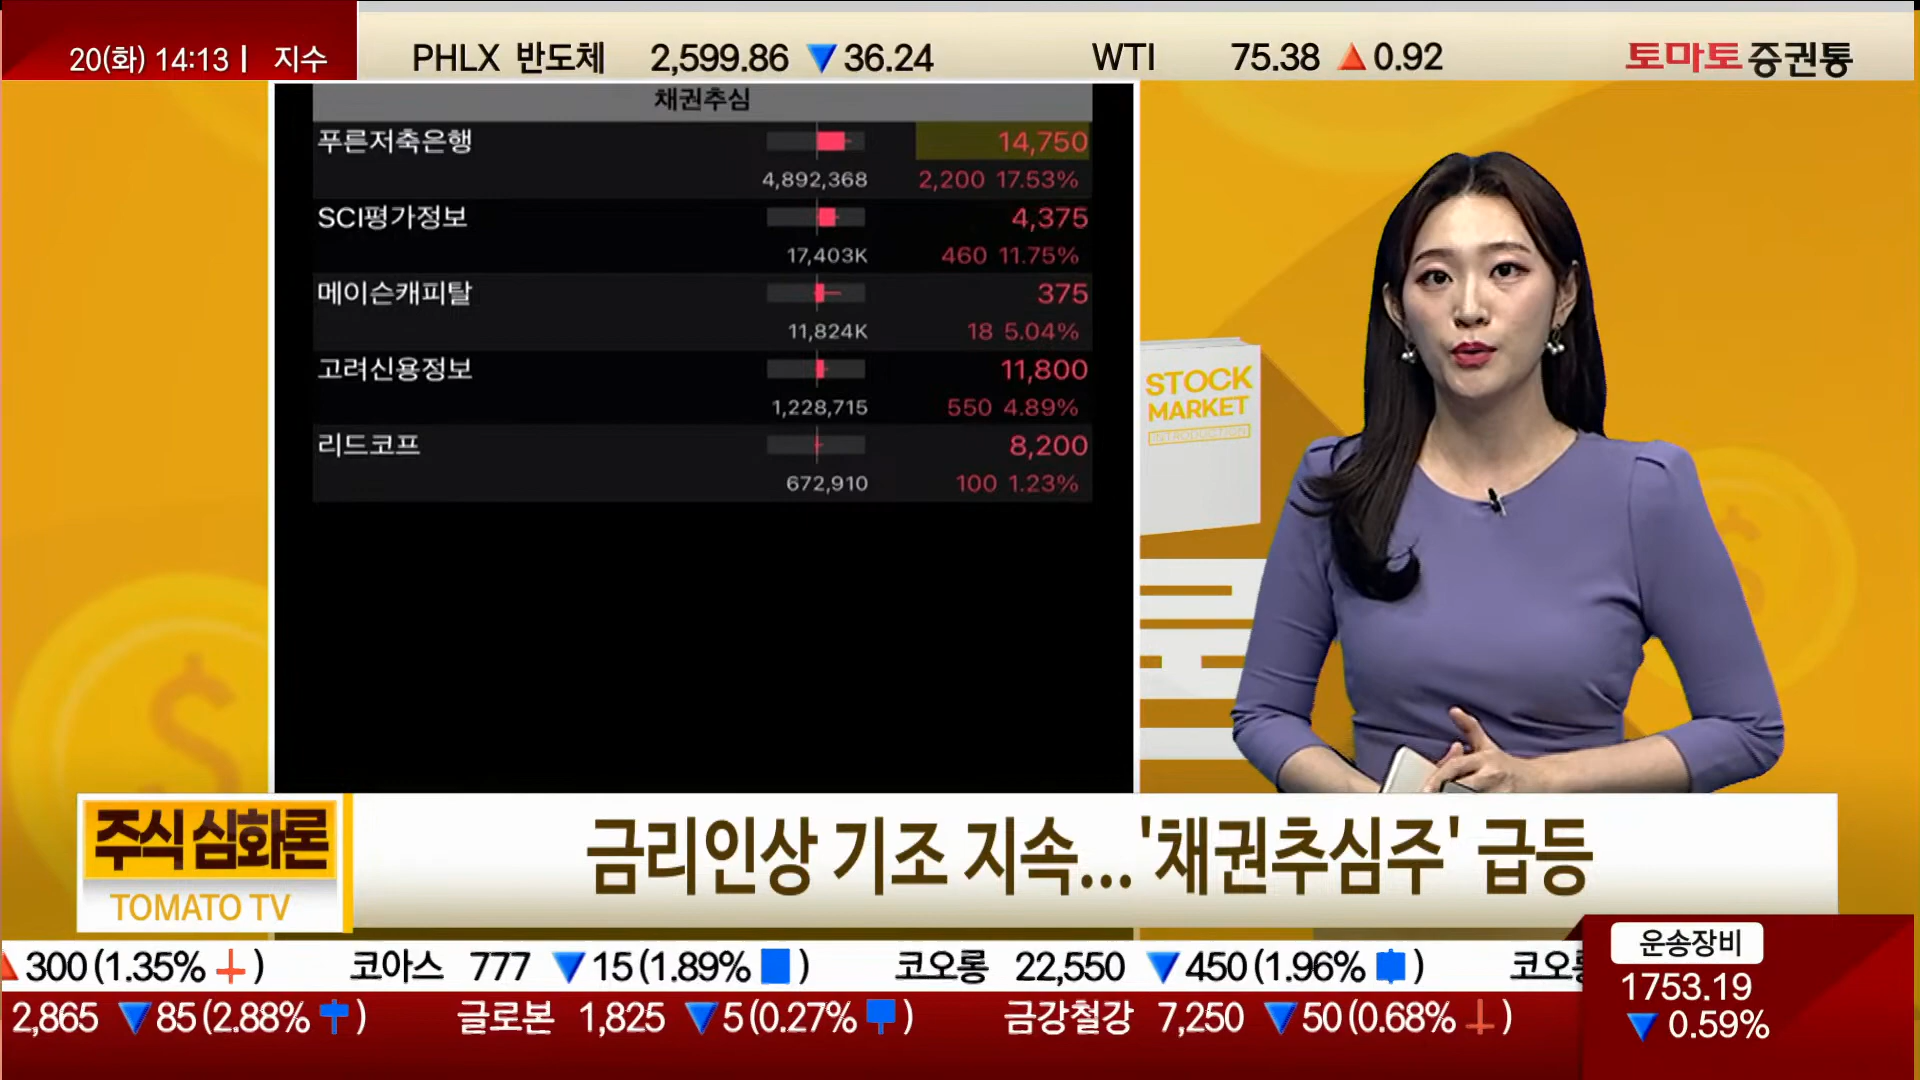 20(화) 14:13 | 지수 PHLX 반도체 2,599.86 ▼36.24 WTI 75.38 ▲0.92 토마토증권통
채권추심
푸른저축은행 14,750
4,892,368 2,200 17.53%
SCI평가정보 4,375
17,403K 460 11.75%
메이슨캐피탈 375
11,824K 18 5.04%
고려신용정보 11,800
1,228,715 550 4.89%
리드코프 8,200
672,910 100 1.23%
STOCK
MARKET
INTRODUCTION
주식 심화론
TOMATO TV
금리인상 기조 지속... '채권추심주' 급등
▲300(1.35% ) 코아스 777 ▼15(1.89% ) 코오롱 22,550 ▼450(1.96% ) 코오롱
2,865 ▼85(2.88% ) 글로본 1,825 ▼5(0.27% ) 금강철강 7,250 ▼50(0.68% )
운송장비
1753.19
▼ 0.59%